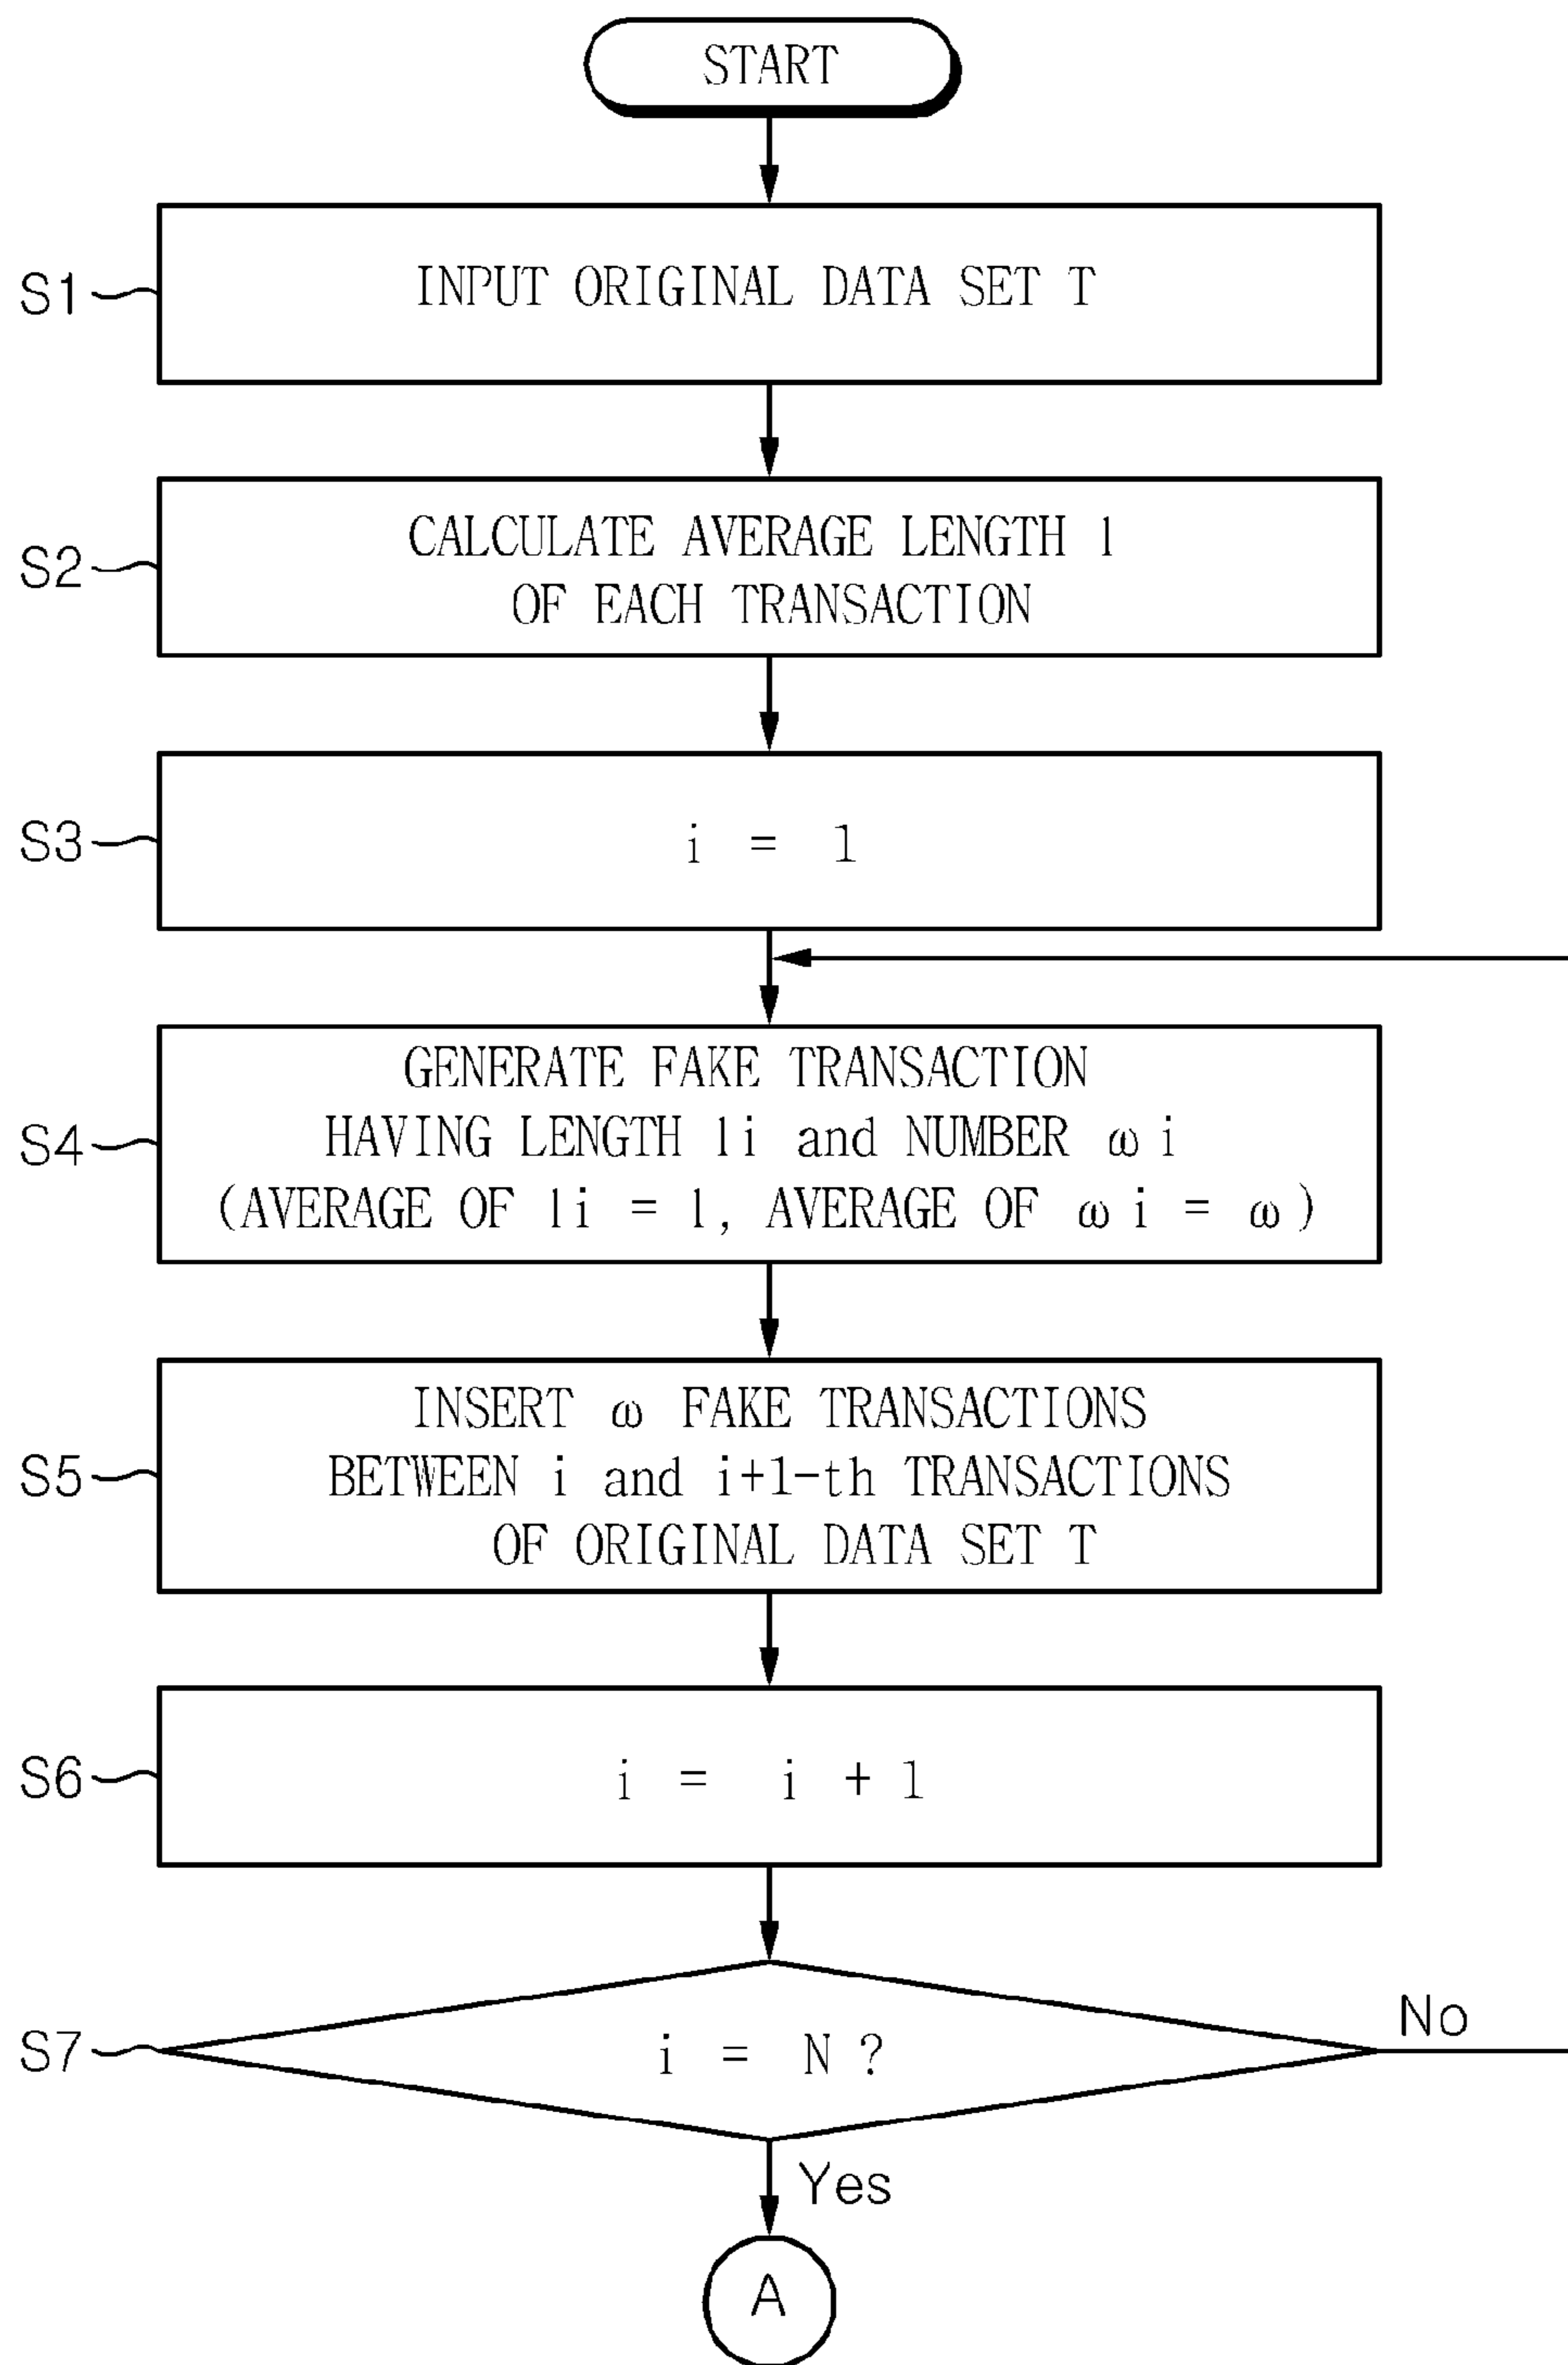 START
S1
INPUT ORIGINAL DATA SET T
S2
CALCULATE AVERAGE LENGTH l
OF EACH TRANSACTION
S3
i = 1
S4
GENERATE FAKE TRANSACTION
HAVING LENGTH li and NUMBER ω i
(AVERAGE OF li = l, AVERAGE OF ω i = ω)
S5
INSERT ω FAKE TRANSACTIONS
BETWEEN i and i+1-th TRANSACTIONS
OF ORIGINAL DATA SET T
S6
i = i + 1
S7
i = N ?
No
Yes
A